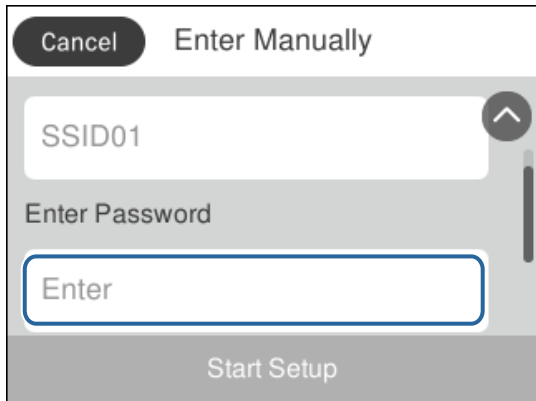 Cancel Enter Manually
SSID01
Enter Password
Enter
Start Setup